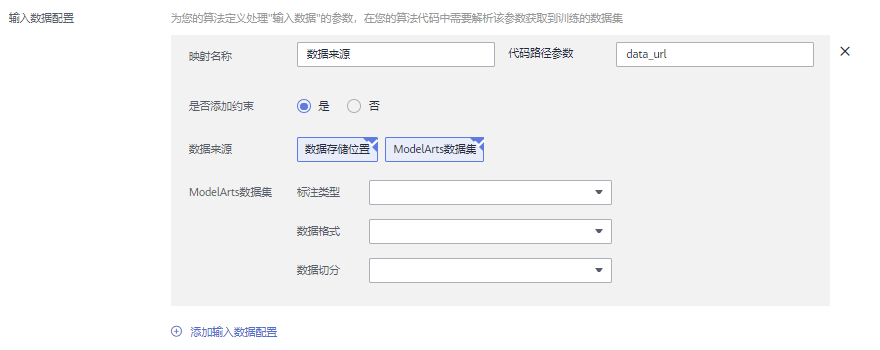 输入数据配置 为您的算法定义处理"输入数据"的参数，在您的算法代码中需要解析该参数获取到训练的数据集
映射名称 数据来源 代码路径参数 data_url
是否添加约束 是 否
数据来源 数据存储位置 ModelArts数据集
ModelArts数据集 标注类型
数据格式
数据切分
添加输入数据配置